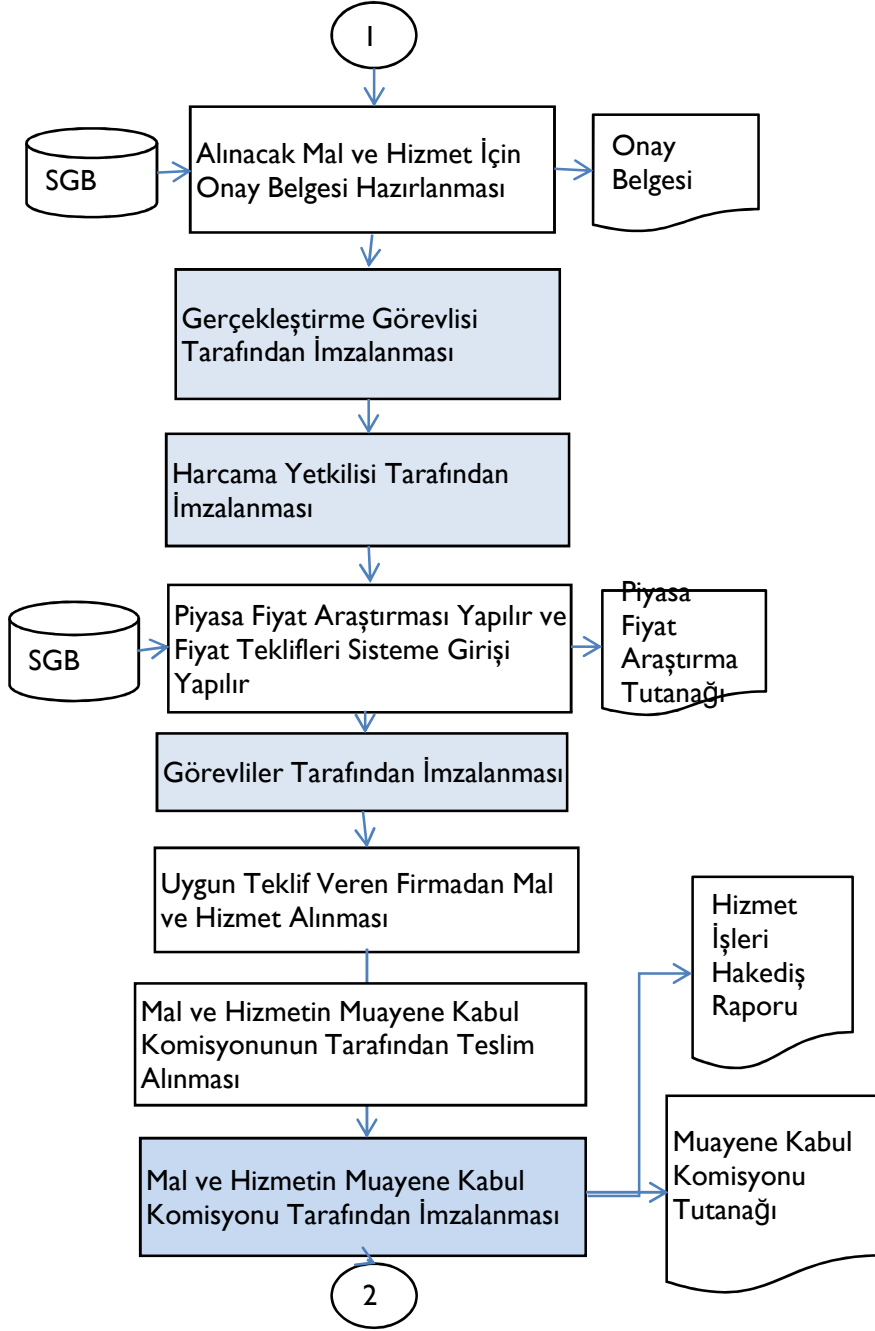 1
SGB
Alınacak Mal ve Hizmet İçin
Onay Belgesi Hazırlanması
Onay
Belgesi
Gerçekleştirme Görevlisi
Tarafından İmzalanması
Harcama Yetkilisi Tarafından
İmzalanması
SGB
Piyasa Fiyat Araştırması Yapılır ve
Fiyat Teklifleri Sisteme Girişi
Yapılır
Piyasa
Fiyat
Araştırma
Tutanağı
Görevliler Tarafından İmzalanması
Uygun Teklif Veren Firmadan Mal
ve Hizmet Alınması
Hizmet
İşleri
Hakediş
Raporu
Mal ve Hizmetin Muayene Kabul
Komisyonunun Tarafından Teslim
Alınması
Mal ve Hizmetin Muayene Kabul
Komisyonu Tarafından İmzalanması
Muayene Kabul
Komisyonu
Tutanağı
2